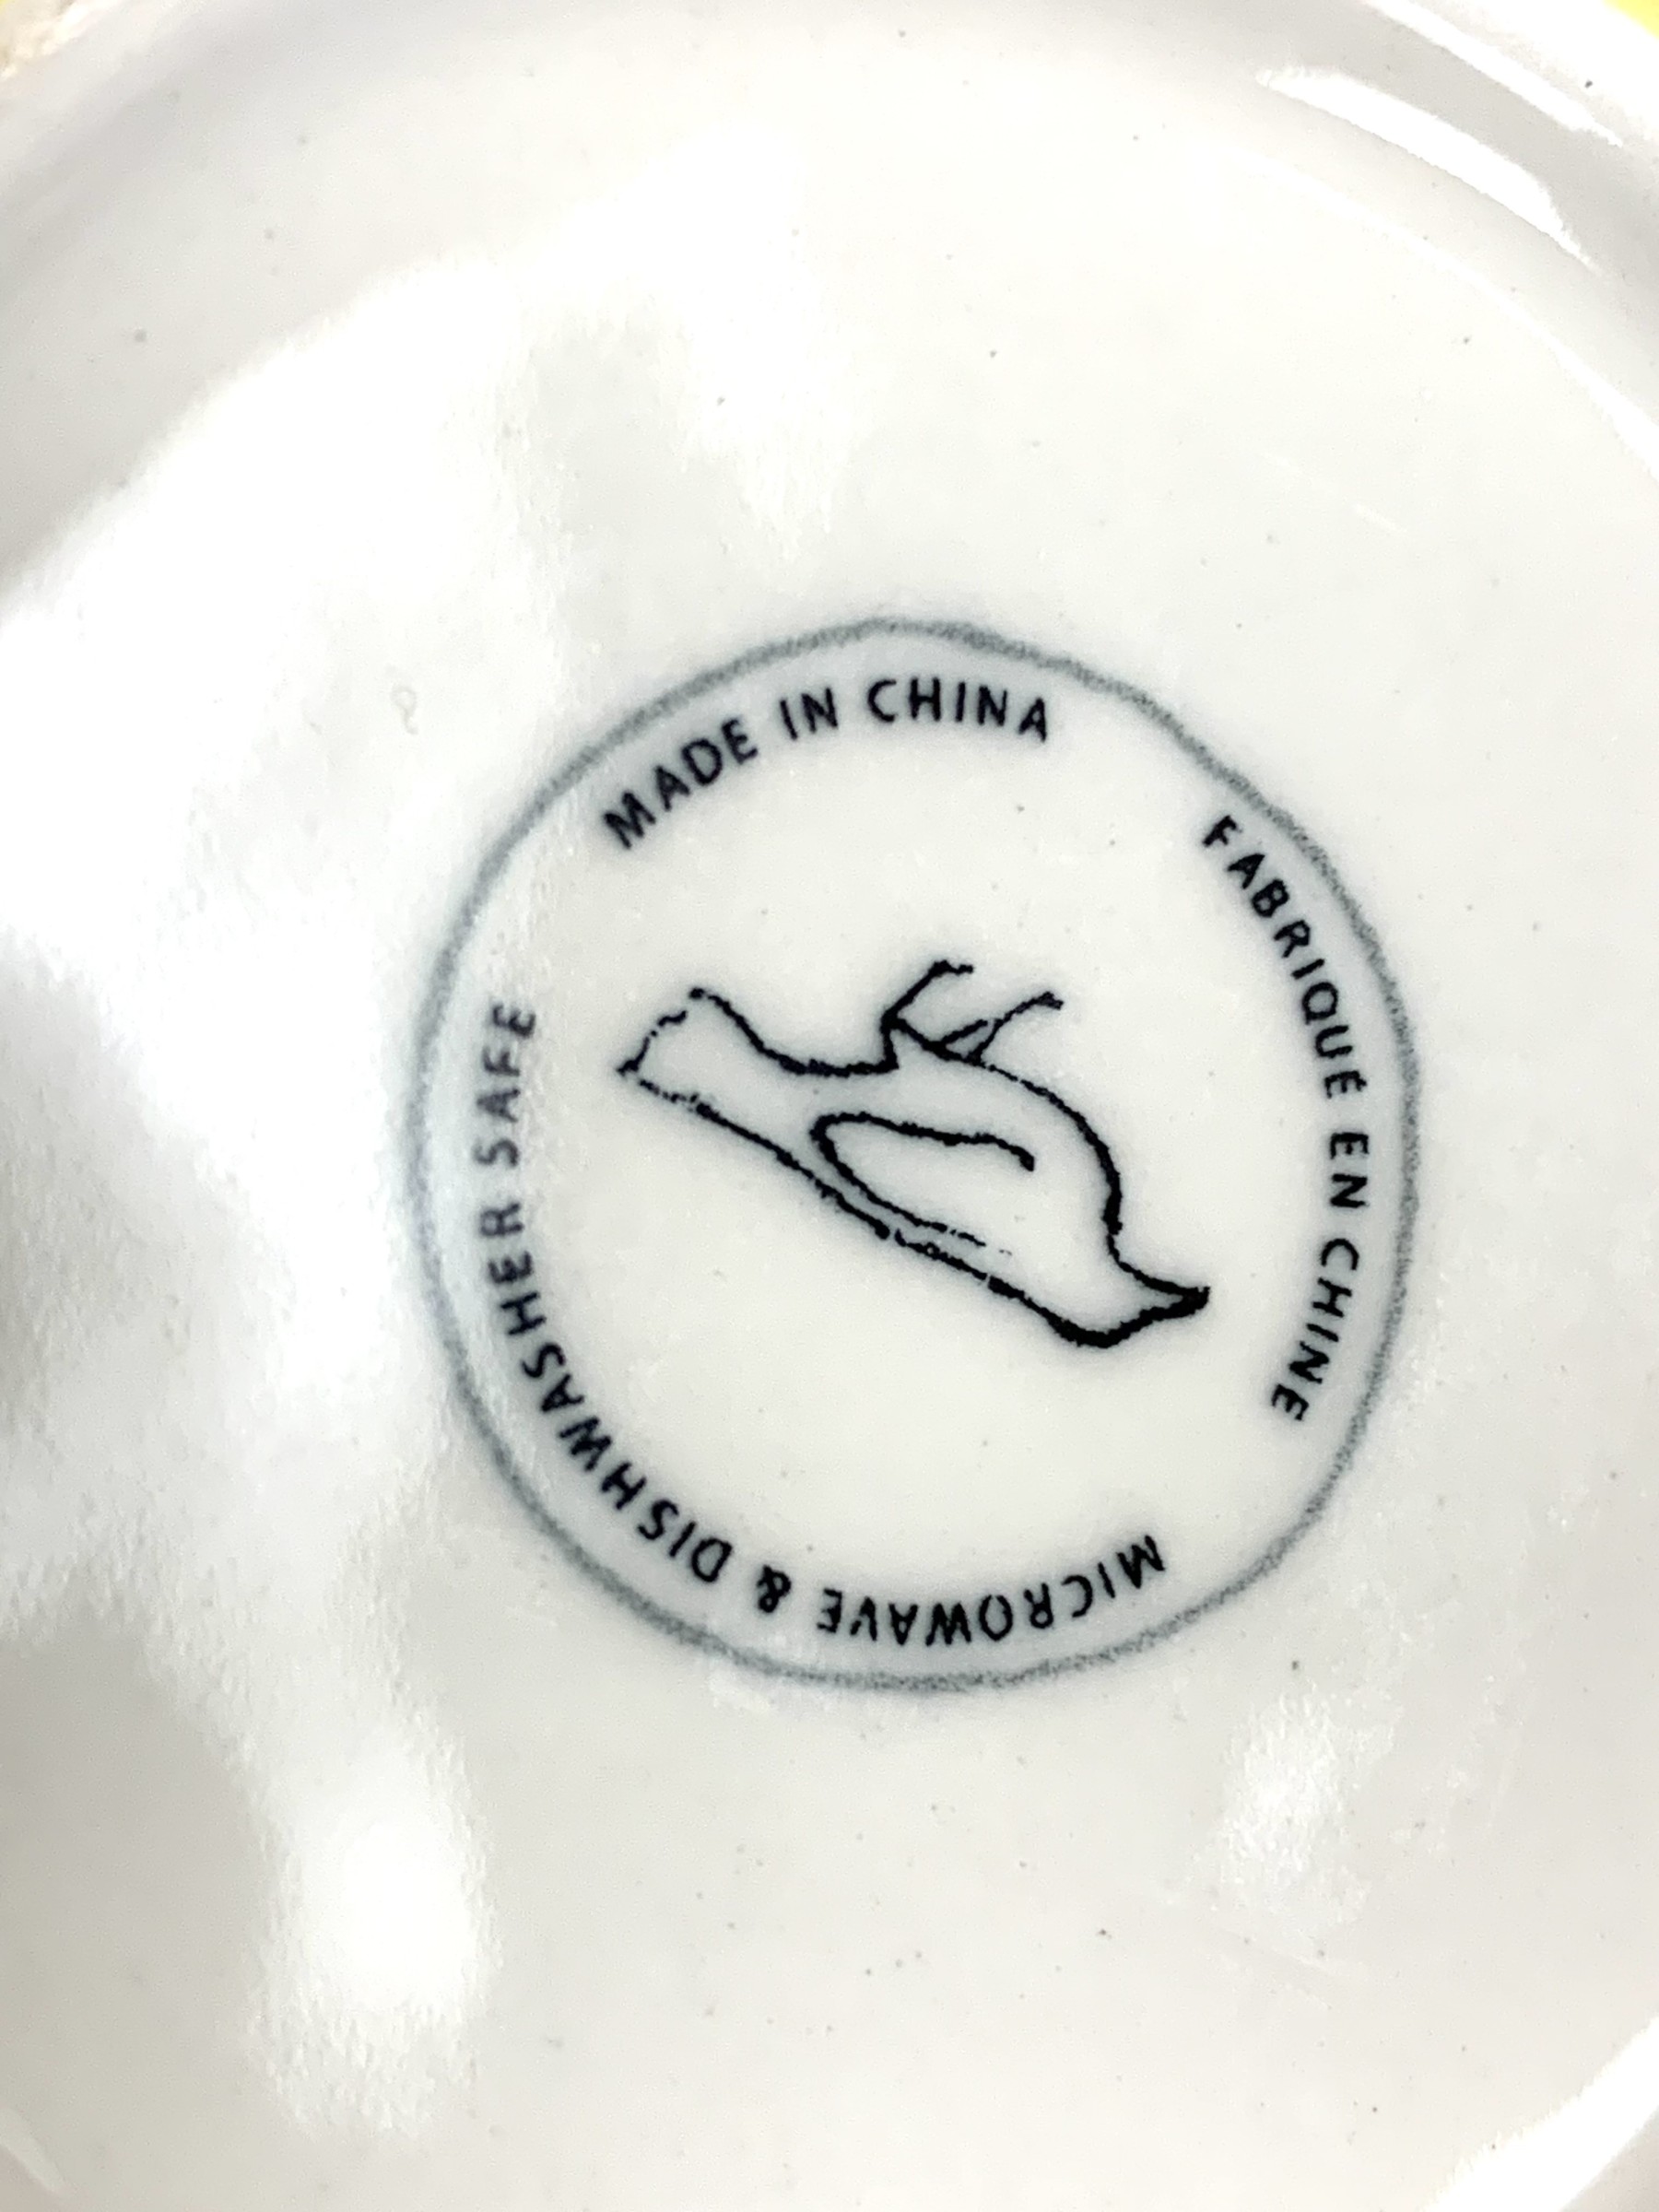 MADE IN CHINA
FABRIQUÉ EN CHINE
MICROWAVE & DISHWASHER SAFE